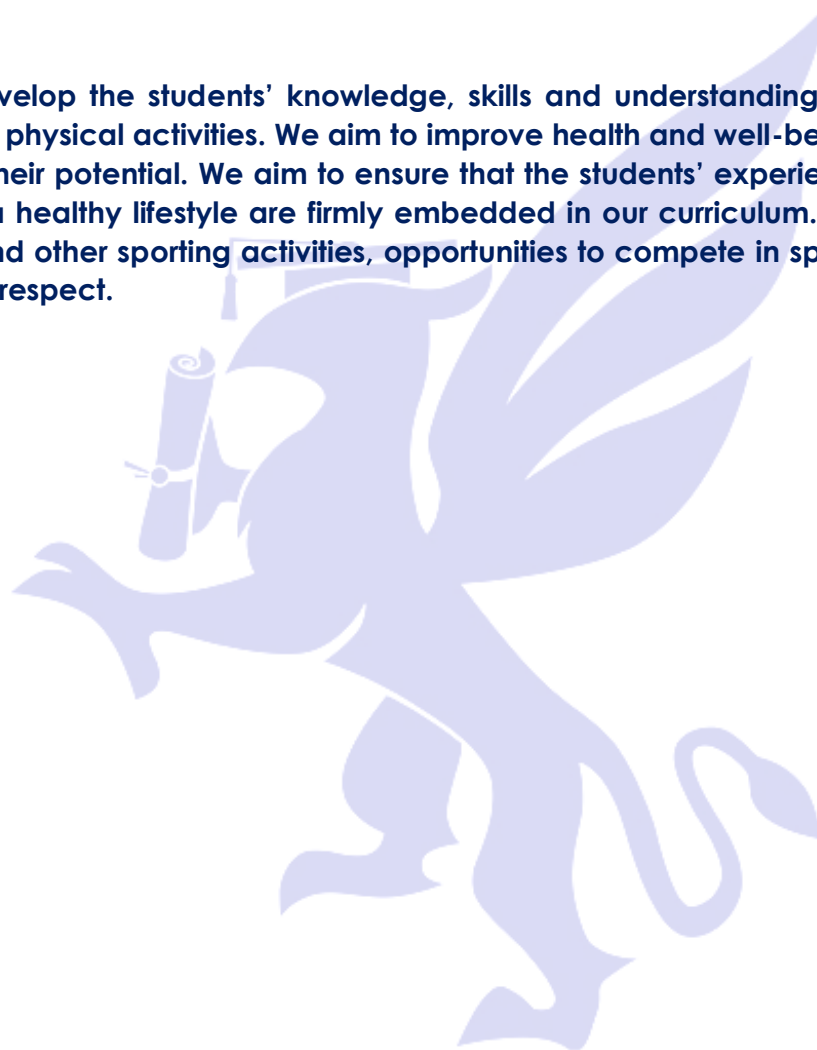 velop the students’ knowledge, skills and understanding
physical activities. We aim to improve health and well-be
heir potential. We aim to ensure that the students’ experie
a healthy lifestyle are firmly embedded in our curriculum.
nd other sporting activities, opportunities to compete in sp
respect.